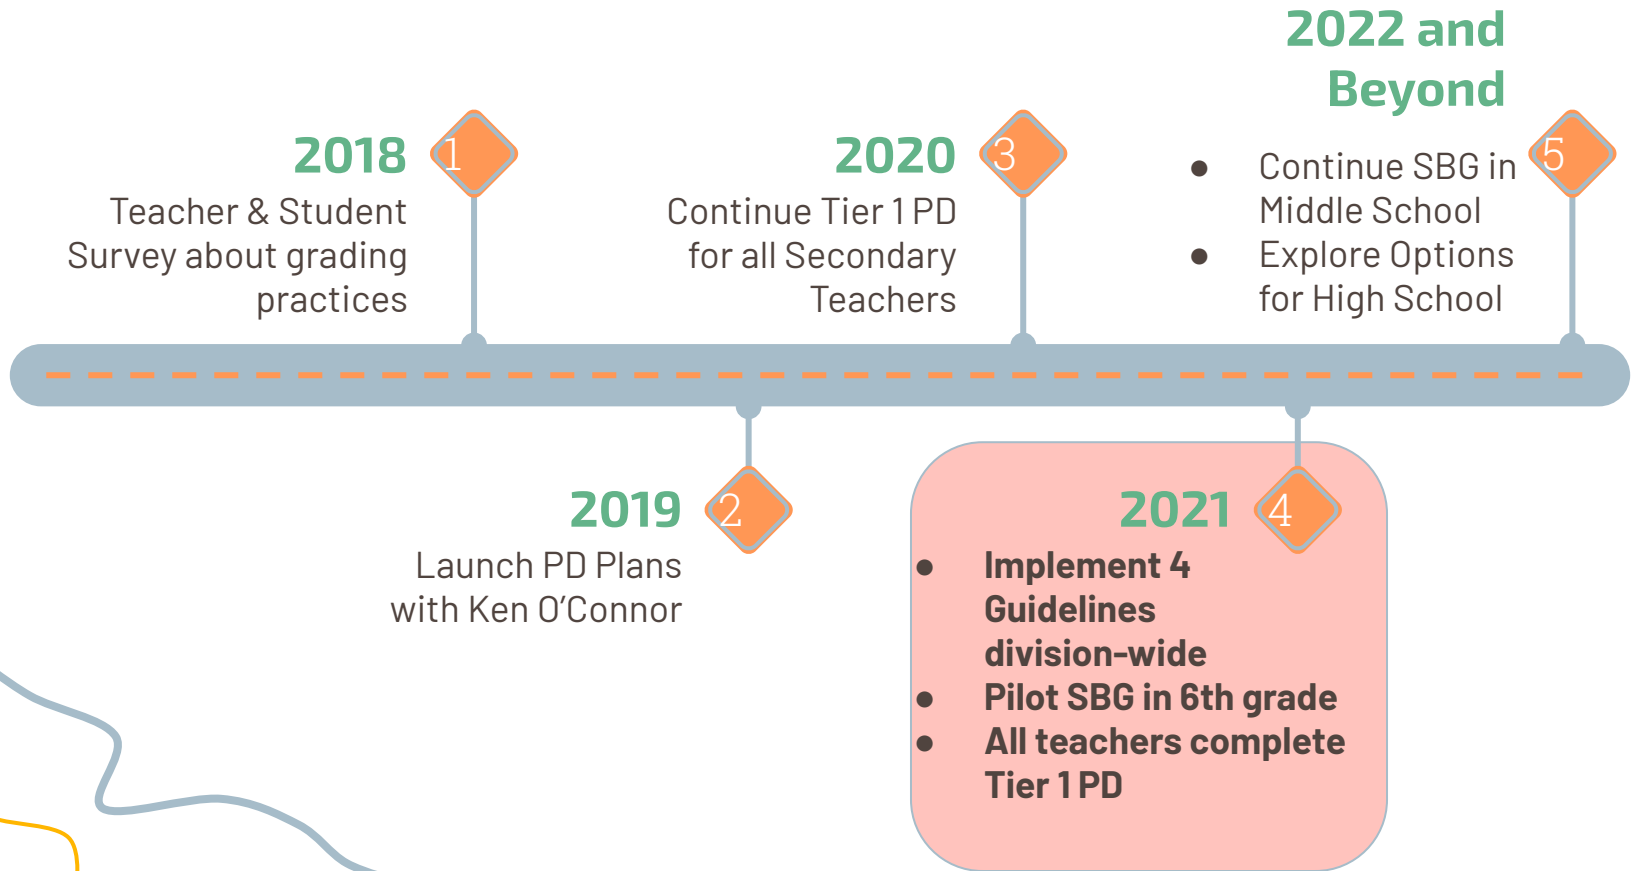 2018
1
Teacher & Student
Survey about grading
practices
2019
2
Launch PD Plans
with Ken O'Connor
2020
3
Continue Tier 1 PD
for all Secondary
Teachers
2021
4
● Implement 4
Guidelines
division-wide
● Pilot SBG in 6th grade
● All teachers complete
Tier 1 PD
2022 and
Beyond
5
● Continue SBG in
Middle School
● Explore Options
for High School